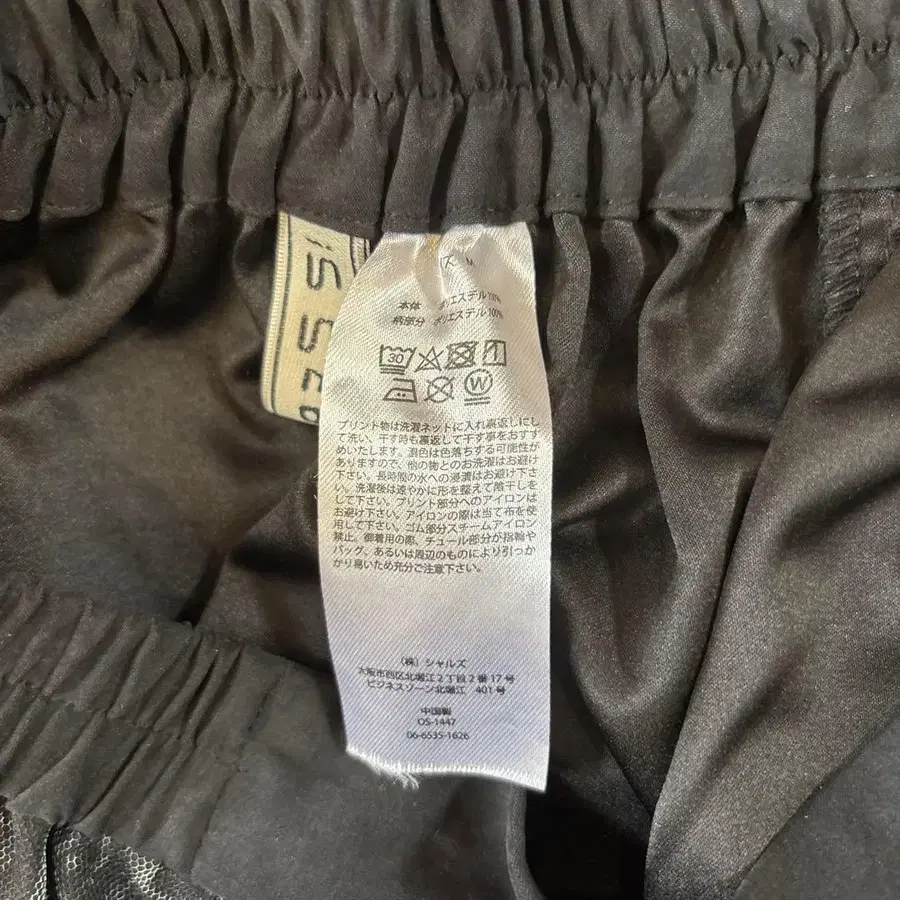 M
本体 ポリエステル100%
柄部分 ポリエステル100%
30
W
プリント物は洗濯ネットに入れ裏返しにし
て洗い、干す時も裏返して干す事をおすす
めいたします。濃色は色落ちする可能性が
ありますので、他の物とのお洗濯はお避け
下さい。長時間の水への浸漬はお避け下さ
い。洗濯後は速やかに形を整えて陰干しを
して下さい。プリント部分へのアイロンは
お避け下さい。アイロンの際は当て布を使
用して下さい。ゴム部分スチームアイロン
禁止。御着用の際、チュール部分が指輪や
バッグ、あるいは周辺のものにより引っか
かり易いため充分ご注意下さい。
(株) シャルズ
大阪市西区北堀江2丁目2番17号
ビジネスゾーン北堀江 401号
中国製
OS-1447
06-6535-1626